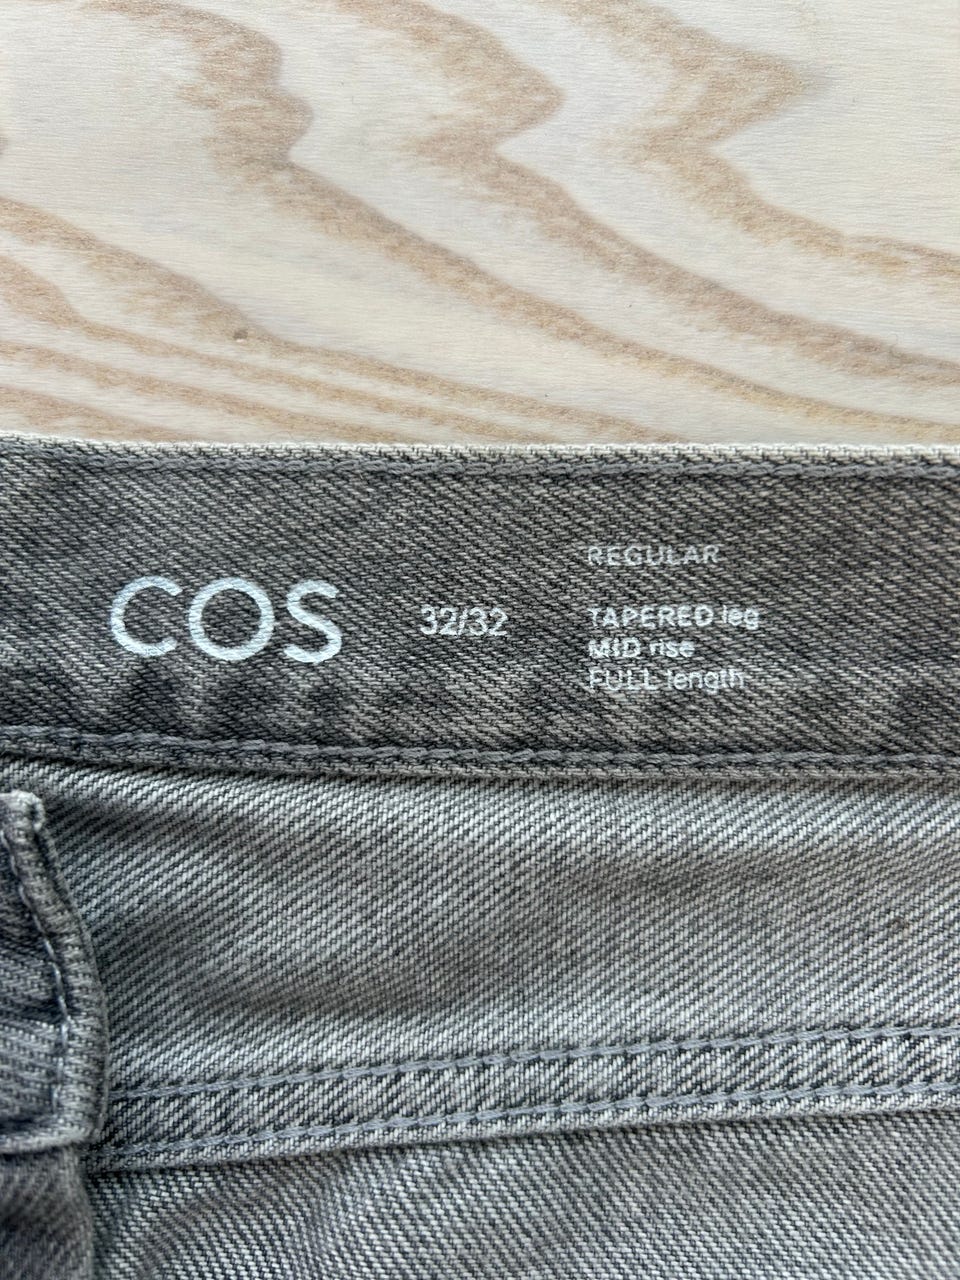 COS
32/32
REGULAR
TAPERED leg
MID rise
FULL length